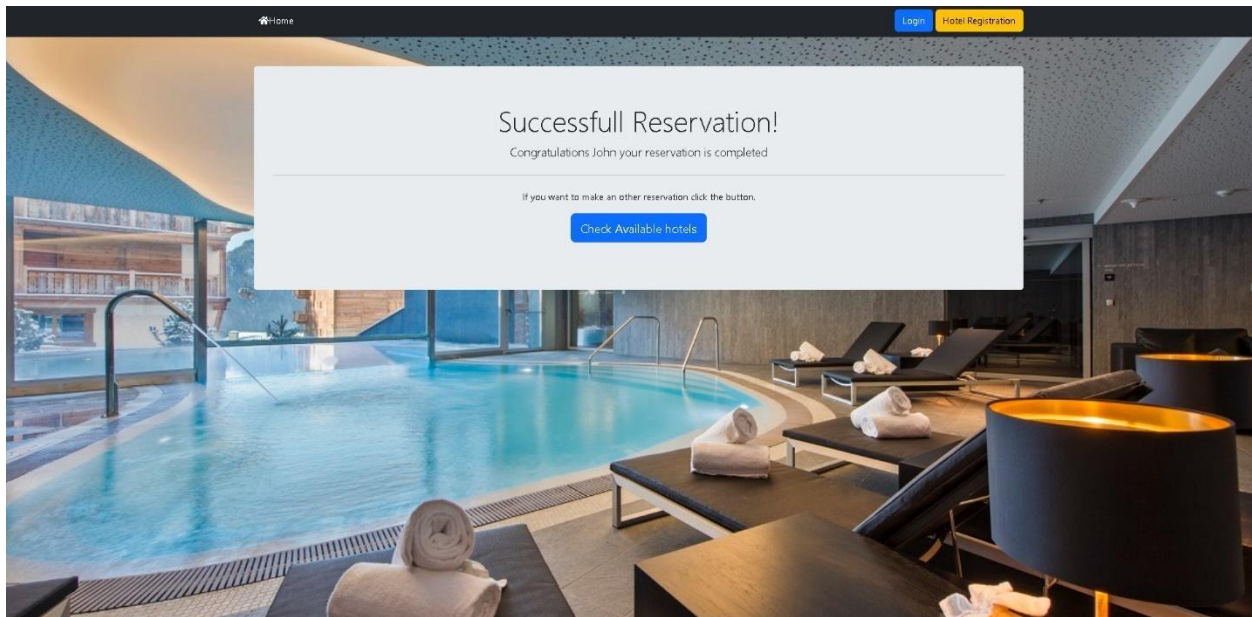 Home
Login
Hotel Registration
Successfull Reservation!
Congratulations John your reservation is completed
If you want to make an other reservation click the button.
Check Available hotels